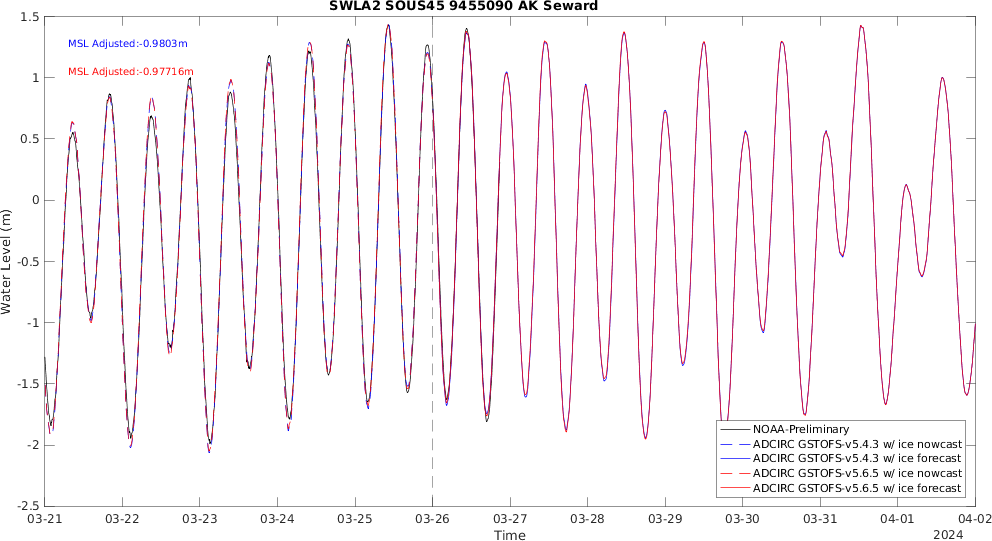 SWLA2 SOUS45 9455090 AK Seward
MSL Adjusted:-0.9803m
MSL Adjusted:-0.97716m
Water Level (m)
1.5
1
0.5
0
-0.5
-1
-1.5
-2
-2.5
NOAA-Preliminary
ADCIRC GSTOFS-v5.4.3 w/ ice nowcast
ADCIRC GSTOFS-v5.4.3 w/ ice forecast
ADCIRC GSTOFS-v5.6.5 w/ ice nowcast
ADCIRC GSTOFS-v5.6.5 w/ ice forecast
03-21 03-22 03-23 03-24 03-25 03-26 03-27 03-28 03-29 03-30 03-31 04-01 04-02
Time
2024